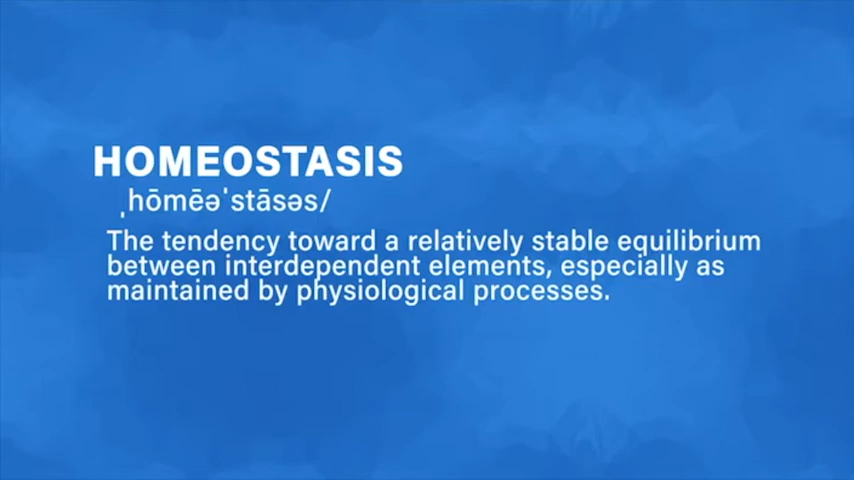 HOMEOSTASIS
ˌhōmēəˈstāsəs/
The tendency toward a relatively stable equilibrium
between interdependent elements, especially as
maintained by physiological processes.